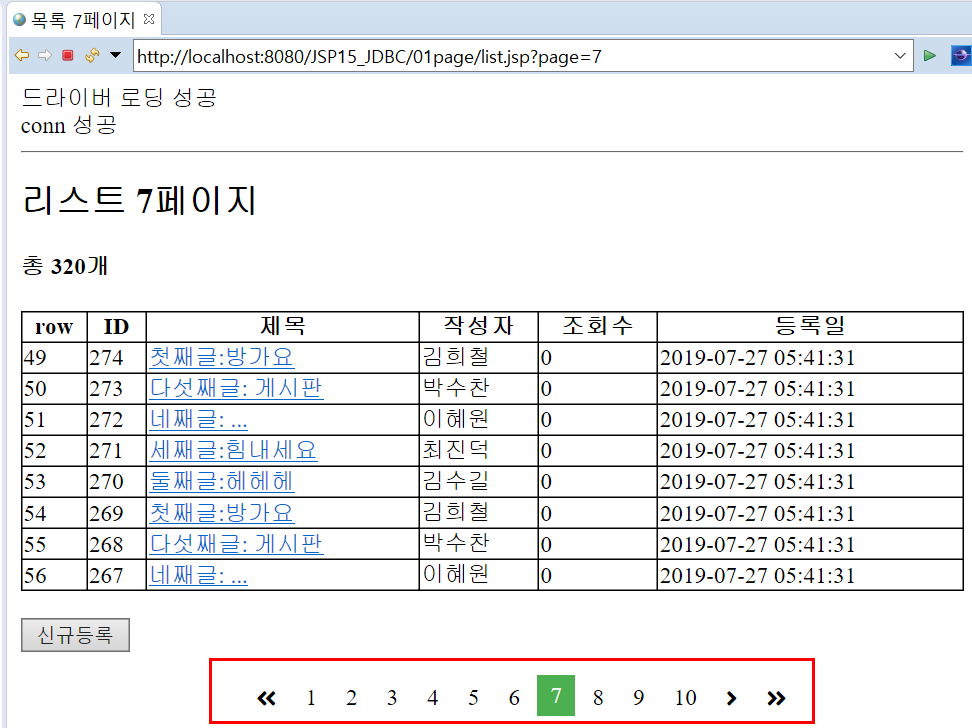 목록 7페이지
http://localhost:8080/JSP15_JDBC/01page/list.jsp?page=7
드라이버 로딩 성공
conn 성공
리스트 7페이지
총 320개
row ID 제목 작성자 조회수 등록일
49 274 첫째글:방가요 김희철 0 2019-07-27 05:41:31
50 273 다섯째글: 게시판 박수찬 0 2019-07-27 05:41:31
51 272 네째글: ... 이혜원 0 2019-07-27 05:41:31
52 271 세째글:힘내세요 최진덕 0 2019-07-27 05:41:31
53 270 둘째글:헤헤헤 김수길 0 2019-07-27 05:41:31
54 269 첫째글:방가요 김희철 0 2019-07-27 05:41:31
55 268 다섯째글: 게시판 박수찬 0 2019-07-27 05:41:31
56 267 네째글: ... 이혜원 0 2019-07-27 05:41:31
신규등록
« 1 2 3 4 5 6 7 8 9 10 › »